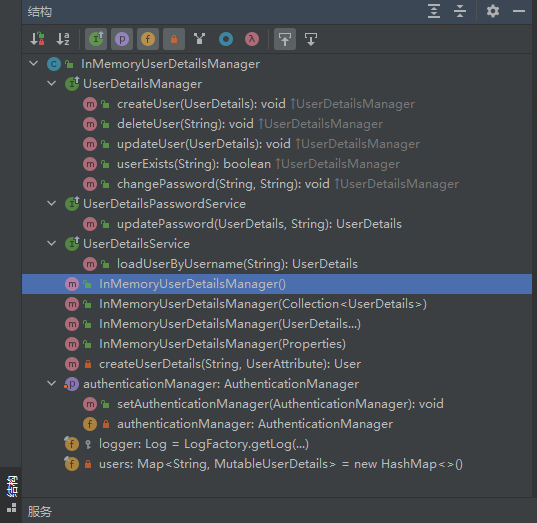 结构
InMemoryUserDetailsManager
UserDetailsManager
createUser(UserDetails): void ↑UserDetailsManager
deleteUser(String): void ↑UserDetailsManager
updateUser(UserDetails): void ↑UserDetailsManager
userExists(String): boolean ↑UserDetailsManager
changePassword(String, String): void ↑UserDetailsManager
UserDetailsPasswordService
updatePassword(UserDetails, String): UserDetails
UserDetailsService
loadUserByUsername(String): UserDetails
InMemoryUserDetailsManager()
InMemoryUserDetailsManager(Collection<UserDetails>)
InMemoryUserDetailsManager(UserDetails...)
InMemoryUserDetailsManager(Properties)
createUserDetails(String, UserAttribute): User
authenticationManager: AuthenticationManager
setAuthenticationManager(AuthenticationManager): void
authenticationManager: AuthenticationManager
logger: Log = LogFactory.getLog(...)
users: Map<String, MutableUserDetails> = new HashMap<>()
结构
服务